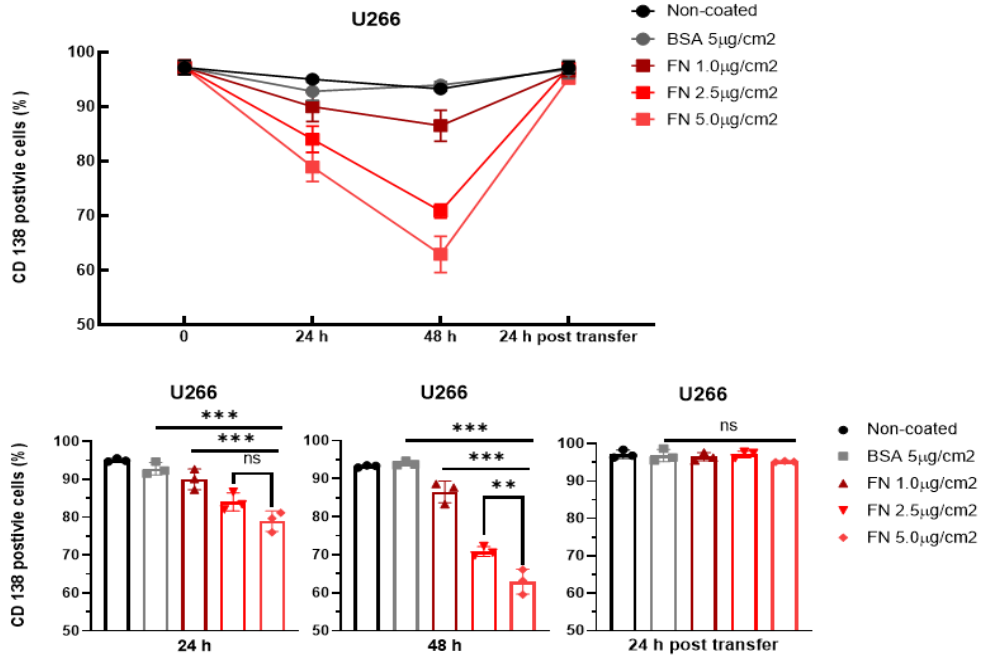 U266
Non-coated
BSA 5μg/cm2
FN 1.0μg/cm2
FN 2.5μg/cm2
FN 5.0μg/cm2
CD 138 postivie cells (%)
100
90
80
70
60
50
0 24 h 48 h 24 h post transfer
U266
CD 138 postivie cells (%)
100
90
80
70
60
50
***
***
ns
24 h
U266
100
90
80
70
60
50
***
***
**
48 h
U266
100
95
90
80
70
60
50
ns
24 h post transfer
Non-coated
BSA 5μg/cm2
FN 1.0μg/cm2
FN 2.5μg/cm2
FN 5.0μg/cm2